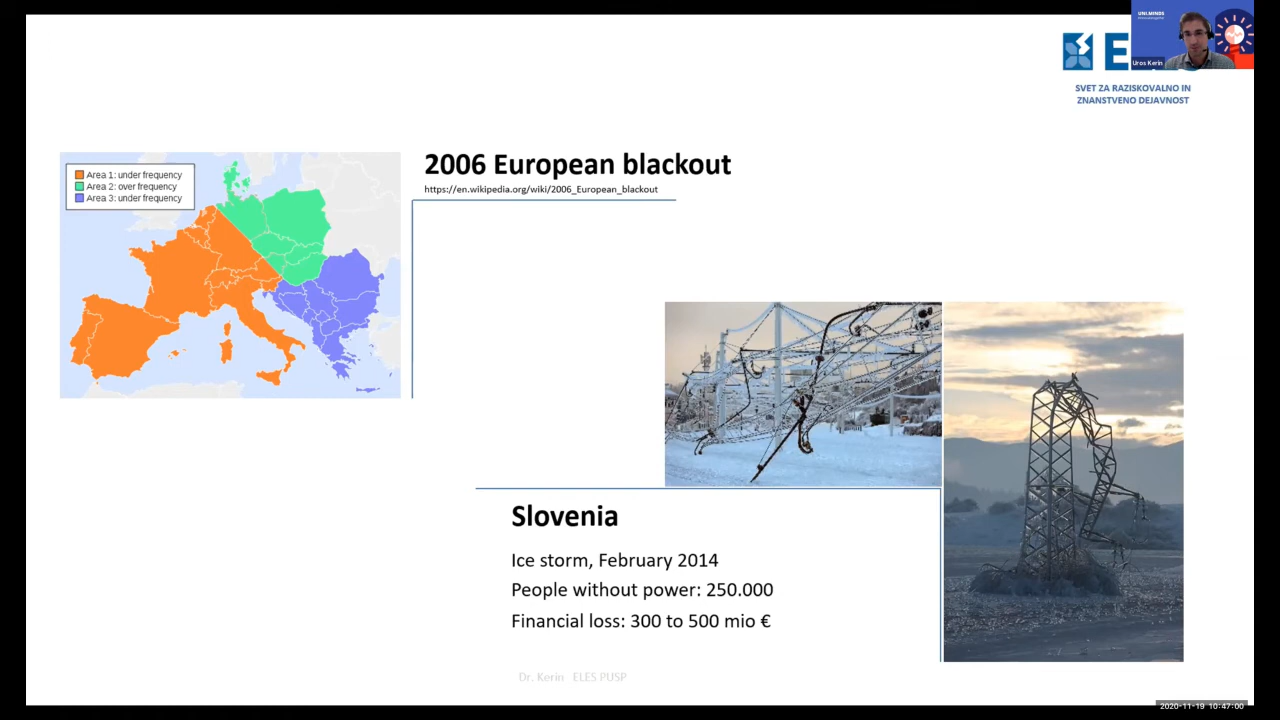 UNI.MINDS
Uros Kerin
E
SVET ZA RAZISKOVALNO IN
ZNANSTVENO DEJAVNOST
Area 1: under frequency
Area 2: over frequency
Area 3: under frequency
2006 European blackout
https://en.wikipedia.org/wiki/2006_European_blackout
Slovenia
Ice storm, February 2014
People without power: 250.000
Financial loss: 300 to 500 mio €
Dr. Kerin ELES PUSP
2020-11-19 10:47:00